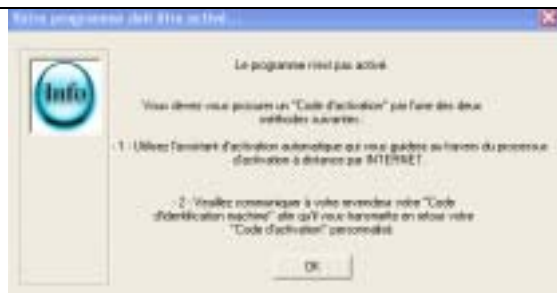 Votre programme doit être activé...
Info
Le programme n'est pas activé
Vous devez vous procurer un "Code d'activation" par l'une des deux
méthodes suivantes :
- 1 - Utilisez l'assistant d'activation automatique qui vous guidera au travers du processus
d'activation à distance par INTERNET
- 2 - Veuillez communiquer à votre revendeur votre "Code
d'identification machine" afin qu'il vous transmette en retour votre
"Code d'activation" personnalisé.
OK